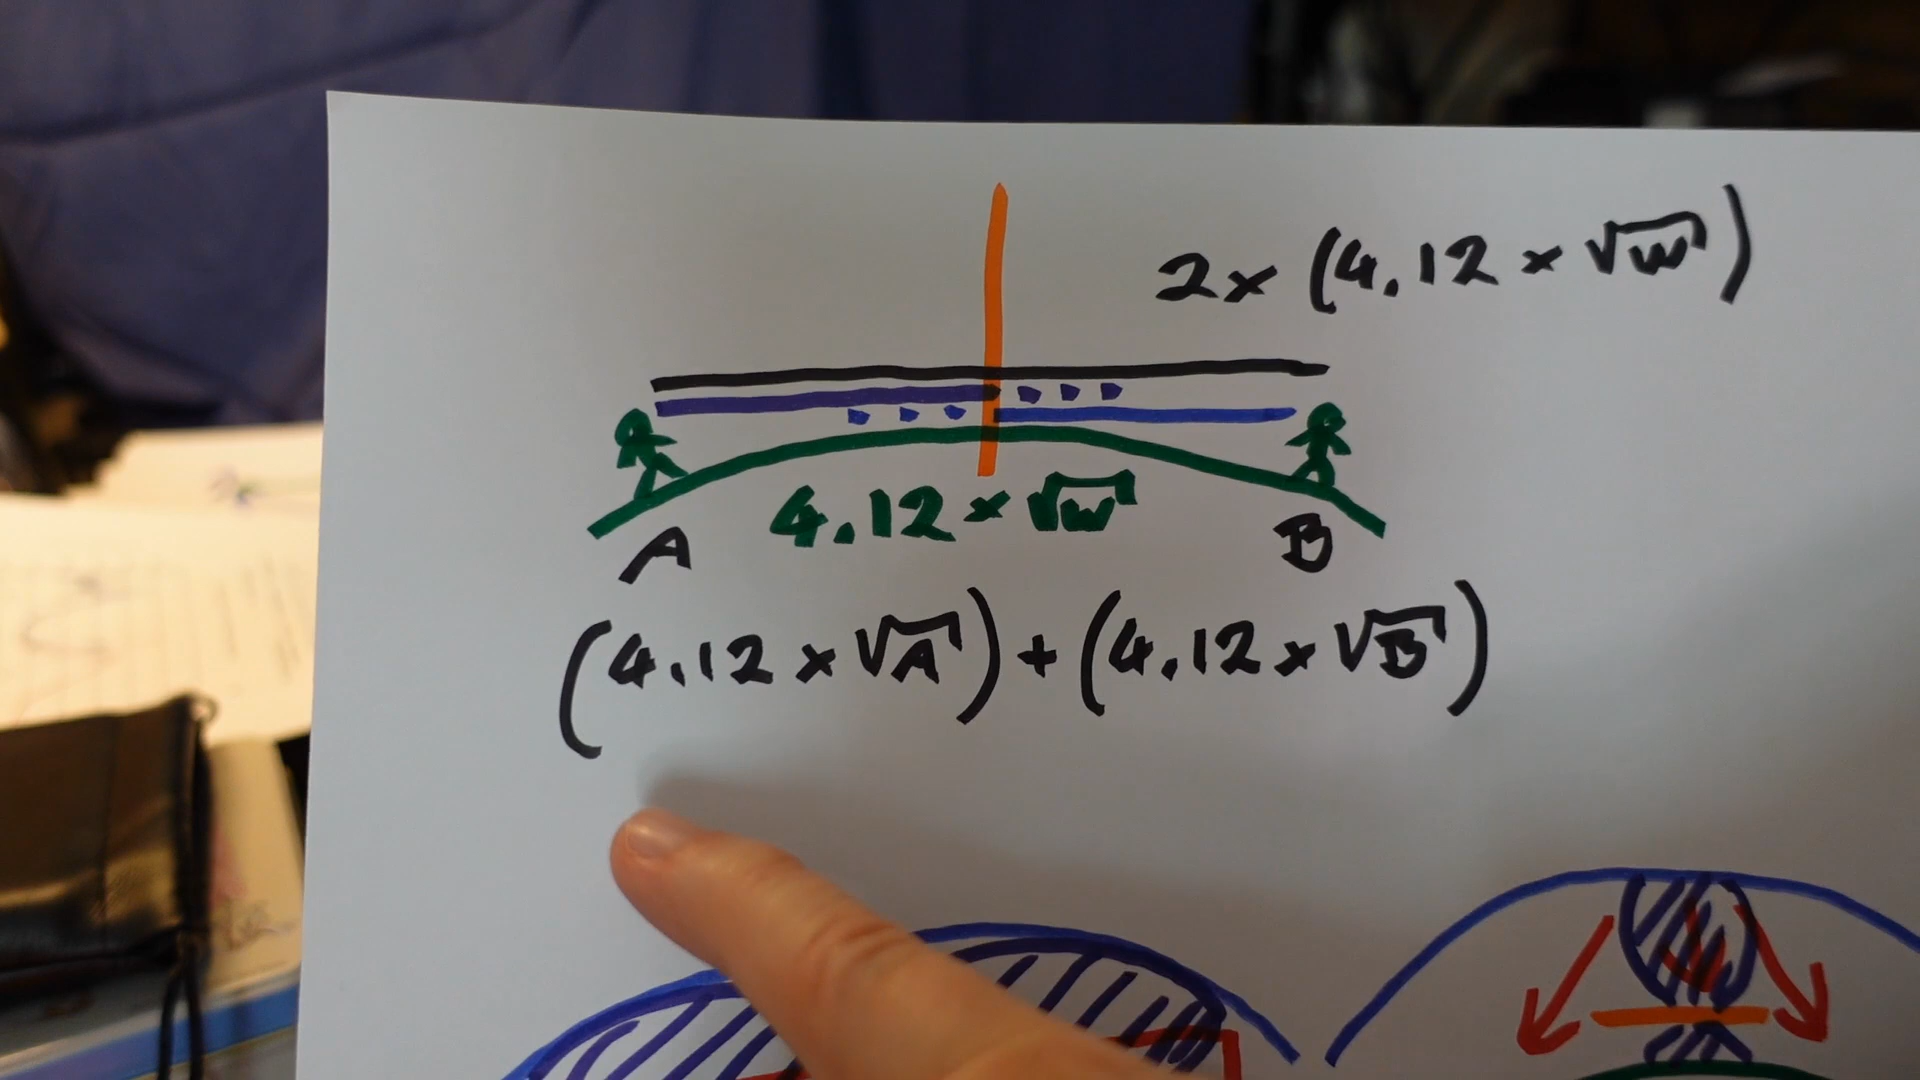 2x (4.12 x √W)
4.12 x √W
A
B
(4.12 x √A) + (4.12 x √B)